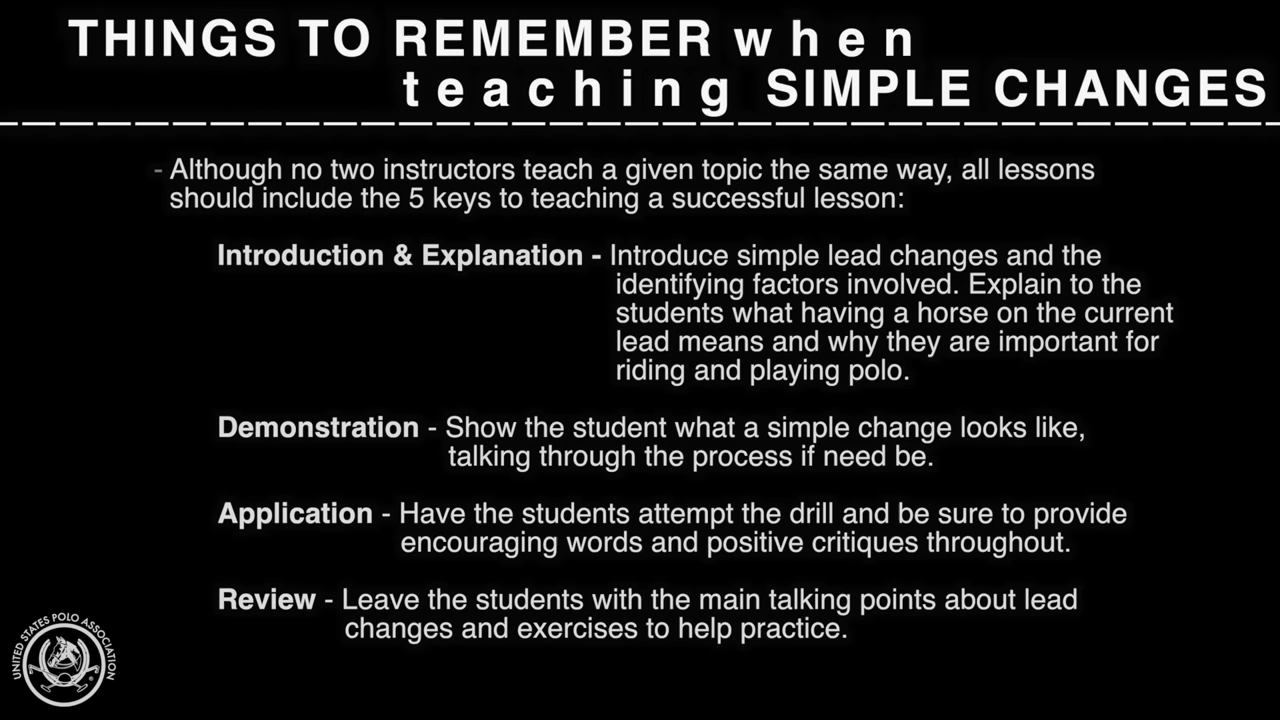 THINGS TO REMEMBER when
teaching SIMPLE CHANGES
- Although no two instructors teach a given topic the same way, all lessons
should include the 5 keys to teaching a successful lesson:
Introduction & Explanation - Introduce simple lead changes and the
identifying factors involved. Explain to the
students what having a horse on the current
lead means and why they are important for
riding and playing polo.
Demonstration - Show the student what a simple change looks like,
talking through the process if need be.
Application - Have the students attempt the drill and be sure to provide
encouraging words and positive critiques throughout.
Review - Leave the students with the main talking points about lead
changes and exercises to help practice.
UNITED STATES POLO ASSOCIATION
®